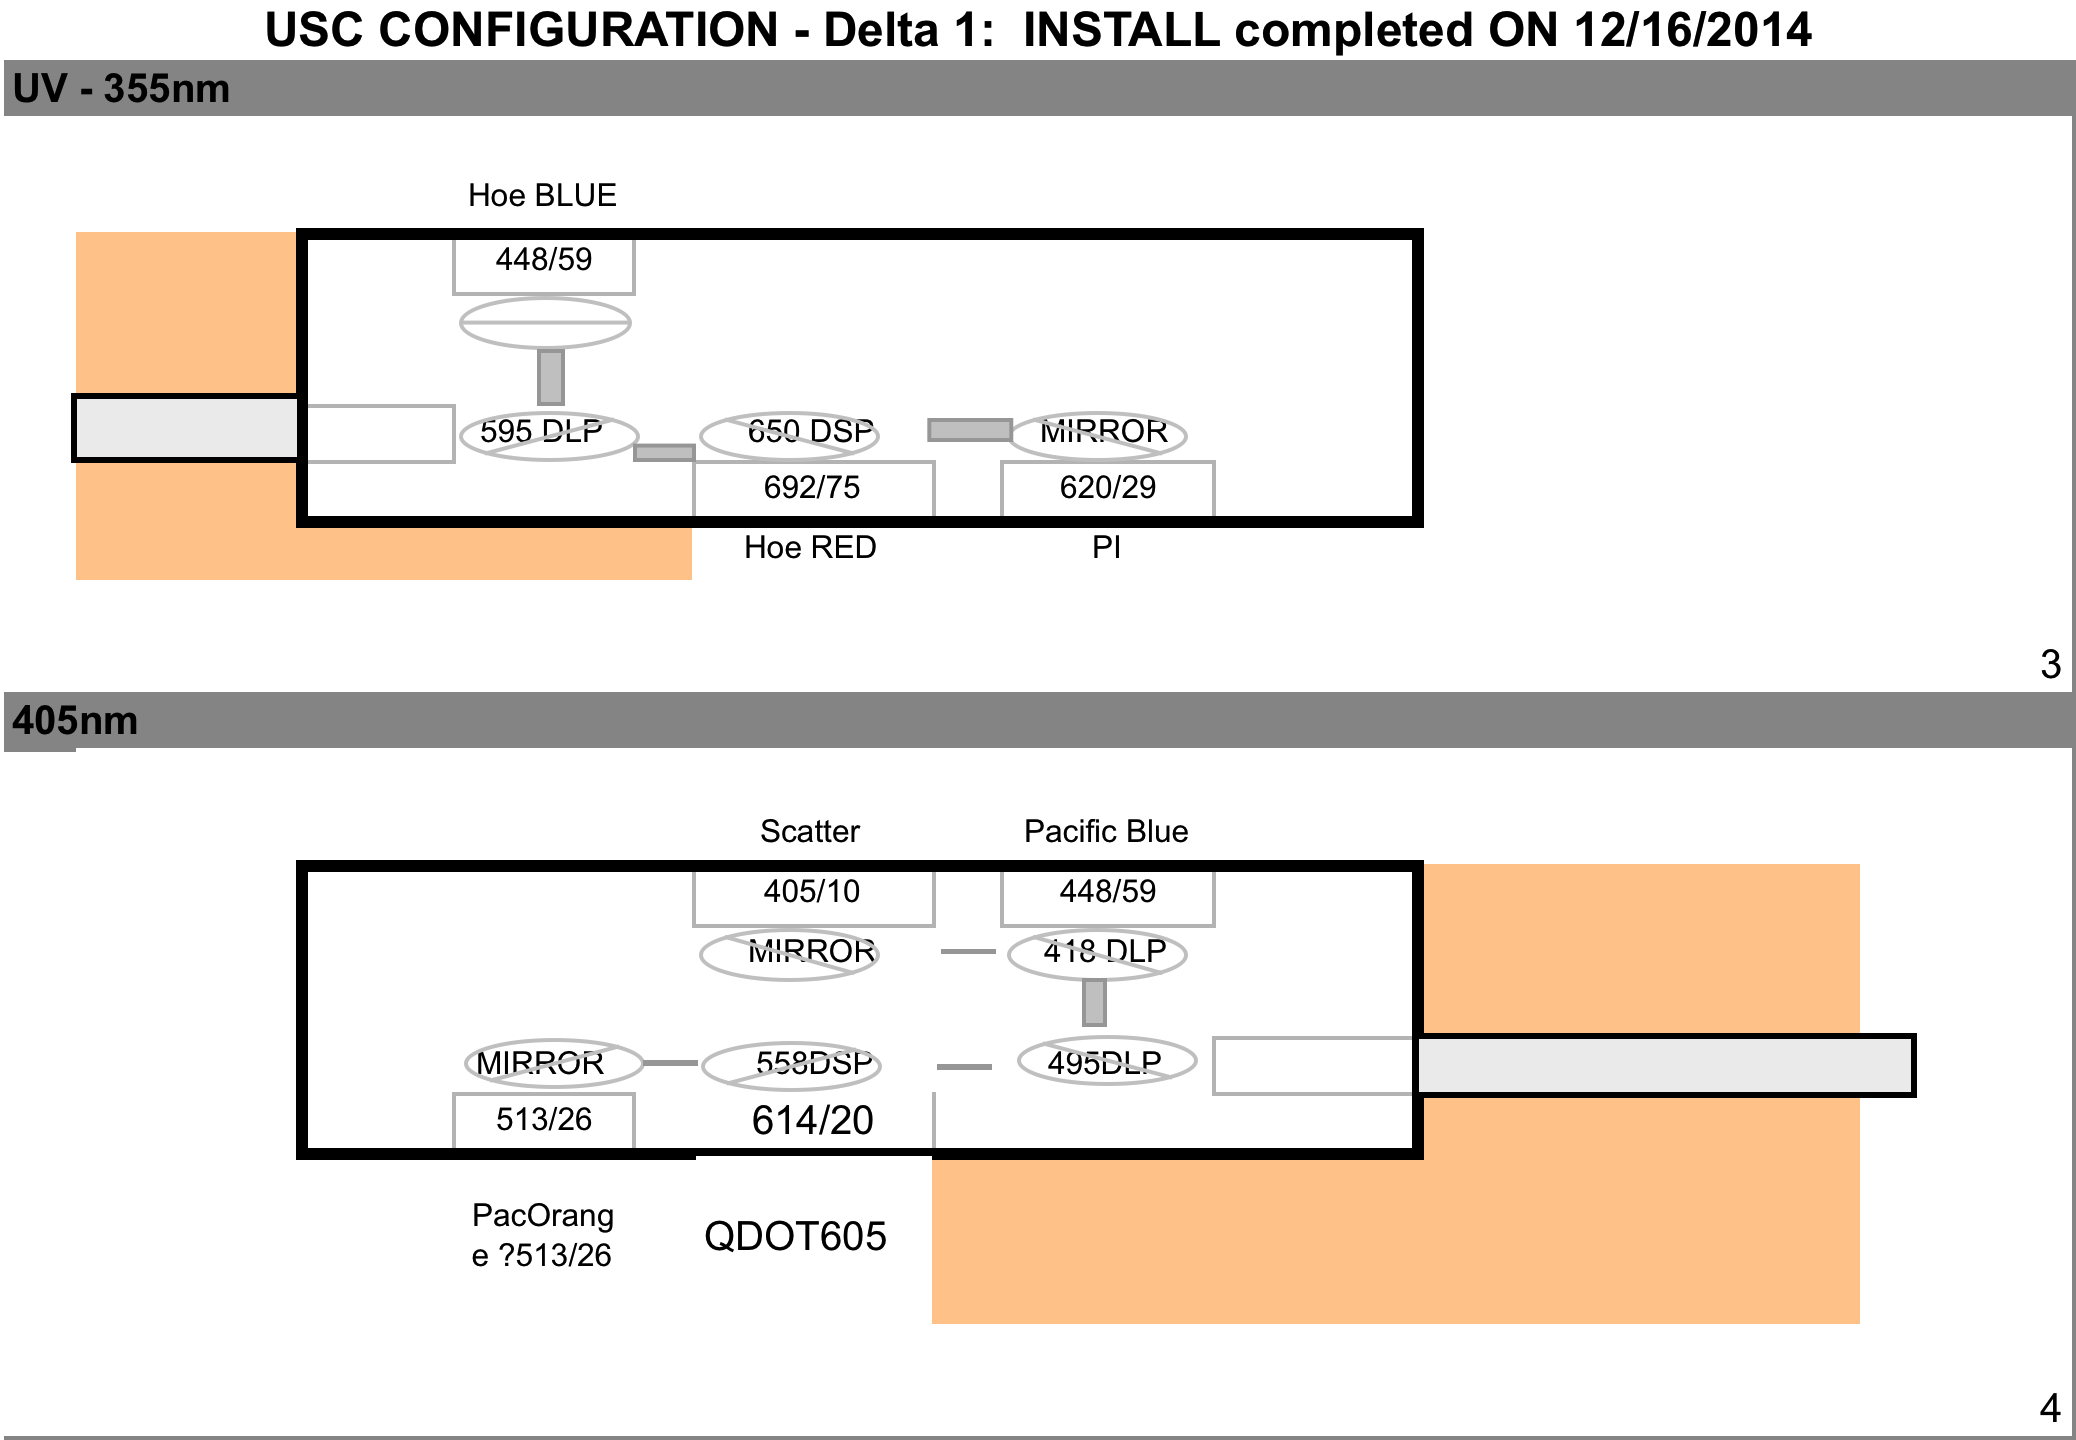 USC CONFIGURATION - Delta 1: INSTALL completed ON 12/16/2014
UV - 355nm
Hoe BLUE
448/59
595 DLP
650 DSP
MIRROR
692/75
620/29
Hoe RED
PI
3
405nm
Scatter
Pacific Blue
405/10
448/59
MIRROR
418 DLP
MIRROR
558DSP
495DLP
513/26
614/20
PacOrang
e ?513/26
QDOT605
4